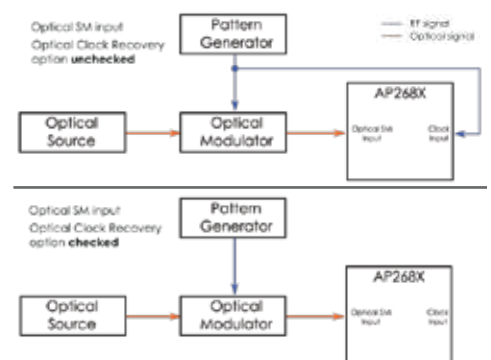 Optical SM input
Optical Clock Recovery
option unchecked
Pattern
Generator
RF signal
Optical signal
Optical
Source
Optical
Modulator
AP268X
Optical SM
Input
Clock
Input
Optical SM input
Optical Clock Recovery
option checked
Pattern
Generator
Optical
Source
Optical
Modulator
AP268X
Optical SM
Input
Clock
Input